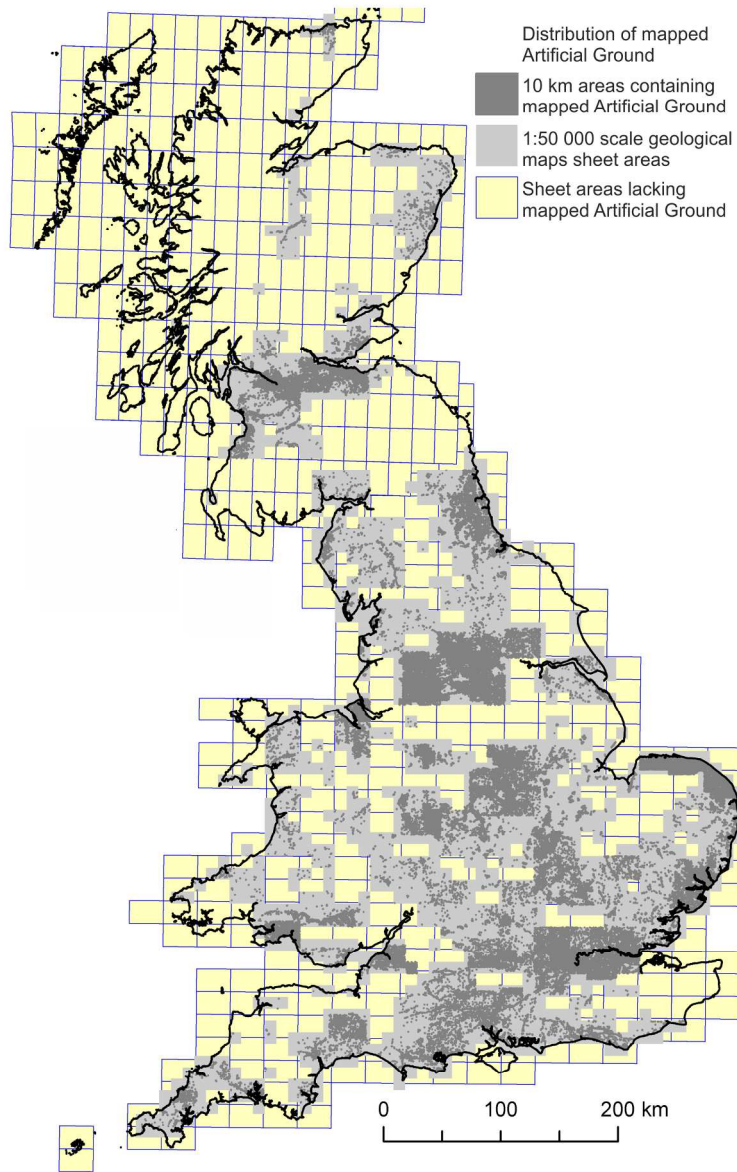 Distribution of mapped
Artificial Ground
10 km areas containing
mapped Artificial Ground
1:50 000 scale geological
maps sheet areas
Sheet areas lacking
mapped Artificial Ground
0 100 200 km